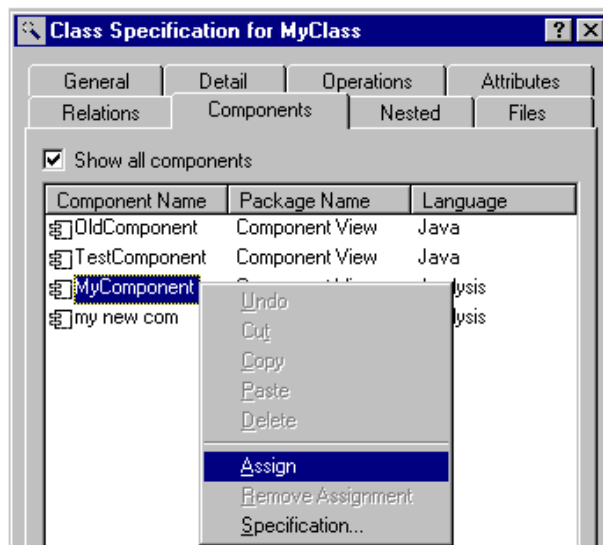 Class Specification for MyClass
General Detail Operations Attributes
Relations Components Nested Files
Show all components
Component Name Package Name Language
OldComponent Component View Java
TestComponent Component View Java
MyComponent
my new com
Undo
Cut
Copy
Paste
Delete
Assign
Remove Assignment
Specification...